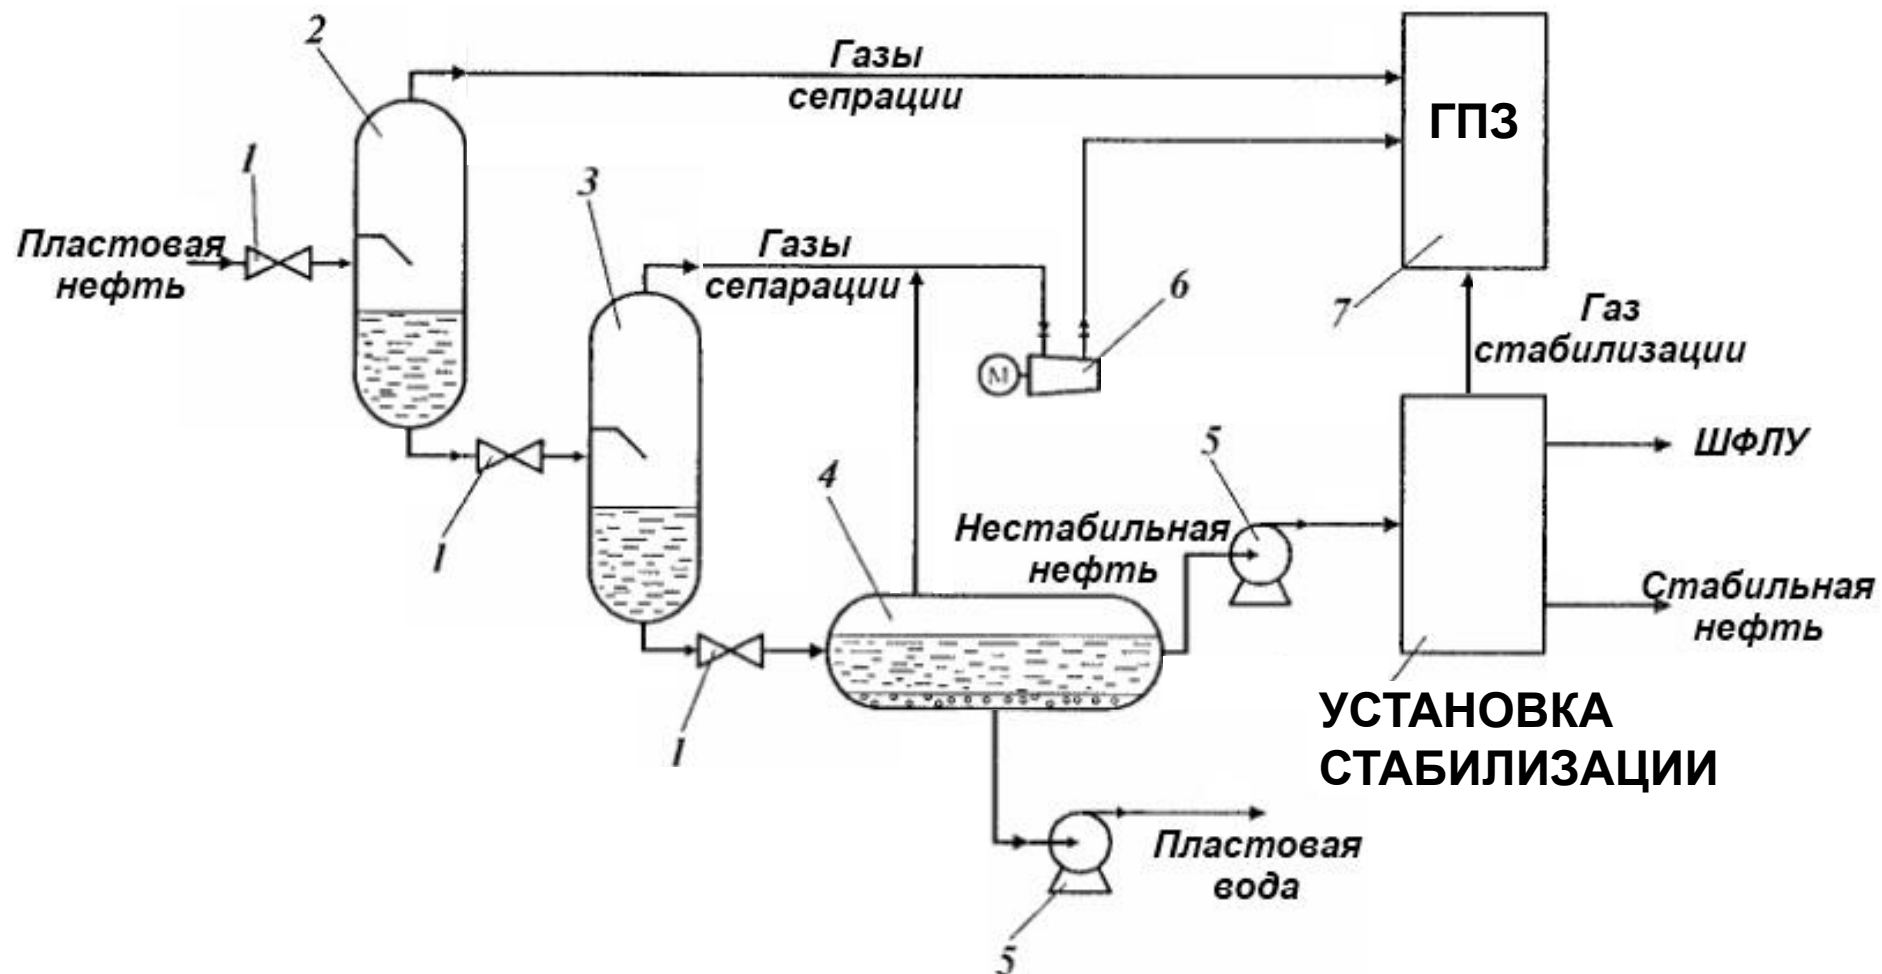 2
Газы
сепрации
ГПЗ
1
3
Пластовая
нефть
Газы
сепарации
6
7
Газ
стабилизации
М
ШФЛУ
5
4
1
Нестабильная
нефть
Стабильная
нефть
1
УСТАНОВКА
СТАБИЛИЗАЦИИ
Пластовая
вода
5